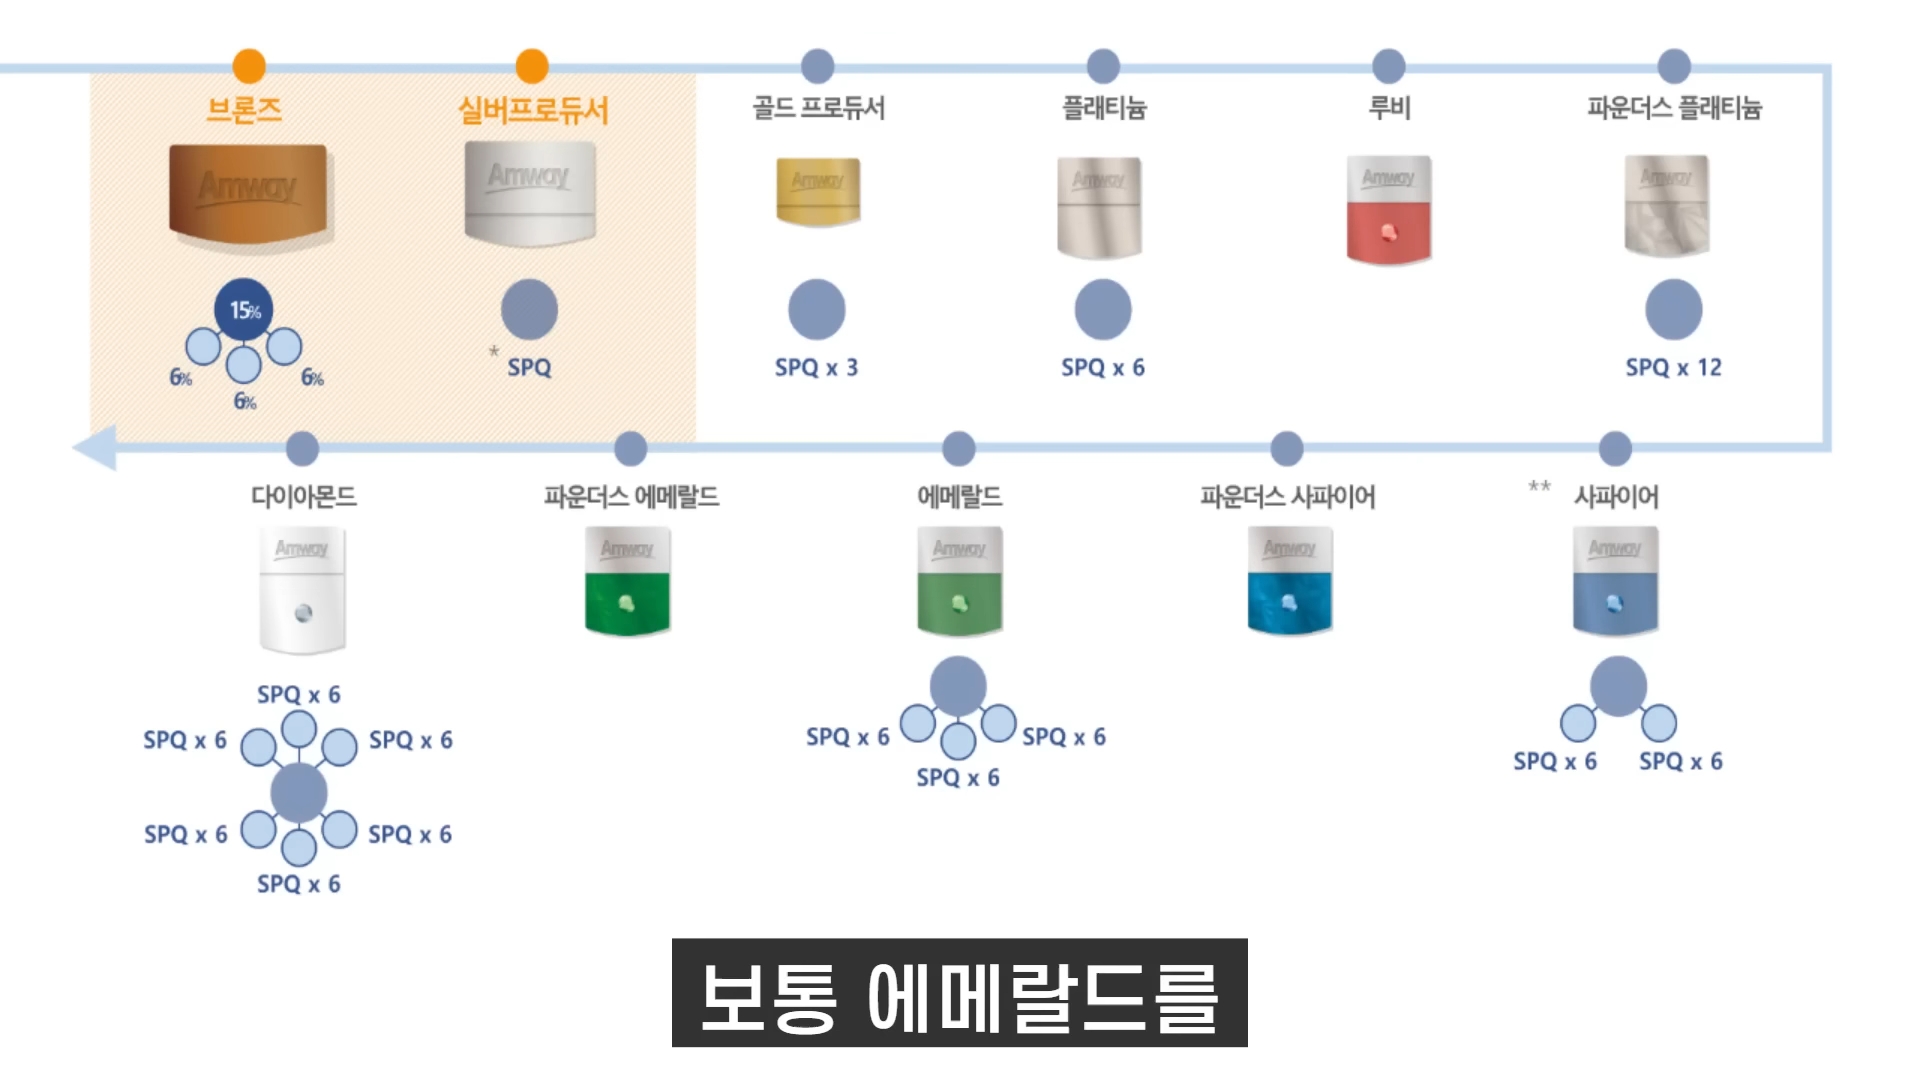 브론즈
실버프로듀서
골드 프로듀서
플래티늄
루비
파운더스 플래티늄
Amway
Amway
Amway
Amway
Amway
Amway
15%
6%
6%
6%
* SPQ
SPQ x 3
SPQ x 6
SPQ x 12
다이아몬드
파운더스 에메랄드
에메랄드
파운더스 사파이어
** 사파이어
Amway
Amway
Amway
Amway
Amway
SPQ x 6
SPQ x 6
SPQ x 6
SPQ x 6
SPQ x 6
SPQ x 6
SPQ x 6
SPQ x 6
SPQ x 6
SPQ x 6
SPQ x 6
보통 에메랄드를